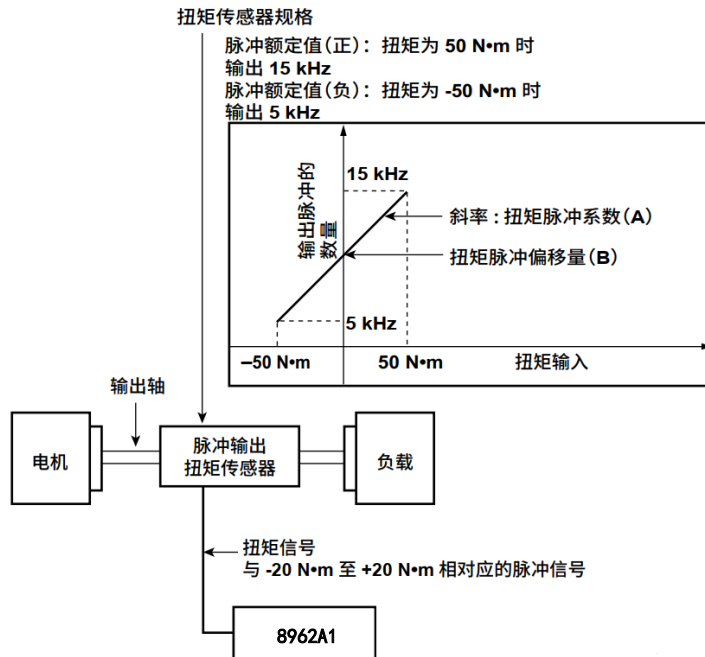 扭矩传感器规格
脉冲额定值(正)：扭矩为 50 N•m 时
输出 15 kHz
脉冲额定值(负)：扭矩为 -50 N•m 时
输出 5 kHz
输出脉冲的
数量
15 kHz
斜率 : 扭矩脉冲系数(A)
扭矩脉冲偏移量(B)
5 kHz
–50 N•m
50 N•m
扭矩输入
输出轴
电机
脉冲输出
扭矩传感器
负载
扭矩信号
与 -20 N•m 至 +20 N•m 相对应的脉冲信号
8962A1